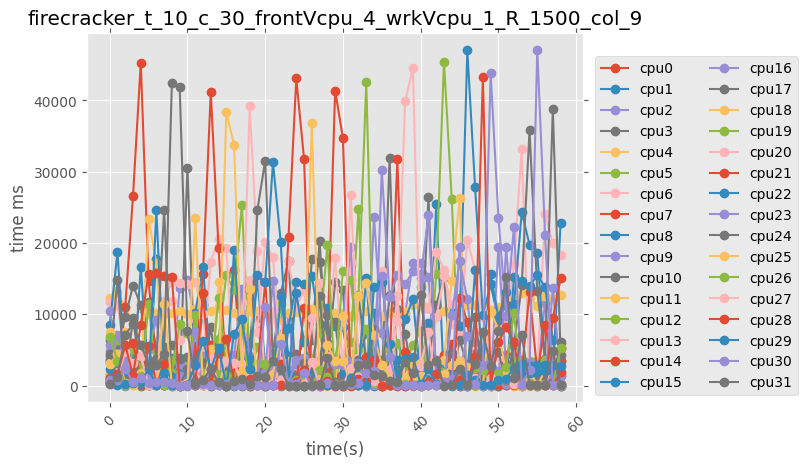 firecracker_t_10_c_30_frontVcpu_4_wrkVcpu_1_R_1500_col_9
time ms
40000
30000
20000
10000
0
0
10
20
30
40
50
60
time(s)
cpu0
cpu1
cpu2
cpu3
cpu4
cpu5
cpu6
cpu7
cpu8
cpu9
cpu10
cpu11
cpu12
cpu13
cpu14
cpu15
cpu16
cpu17
cpu18
cpu19
cpu20
cpu21
cpu22
cpu23
cpu24
cpu25
cpu26
cpu27
cpu28
cpu29
cpu30
cpu31